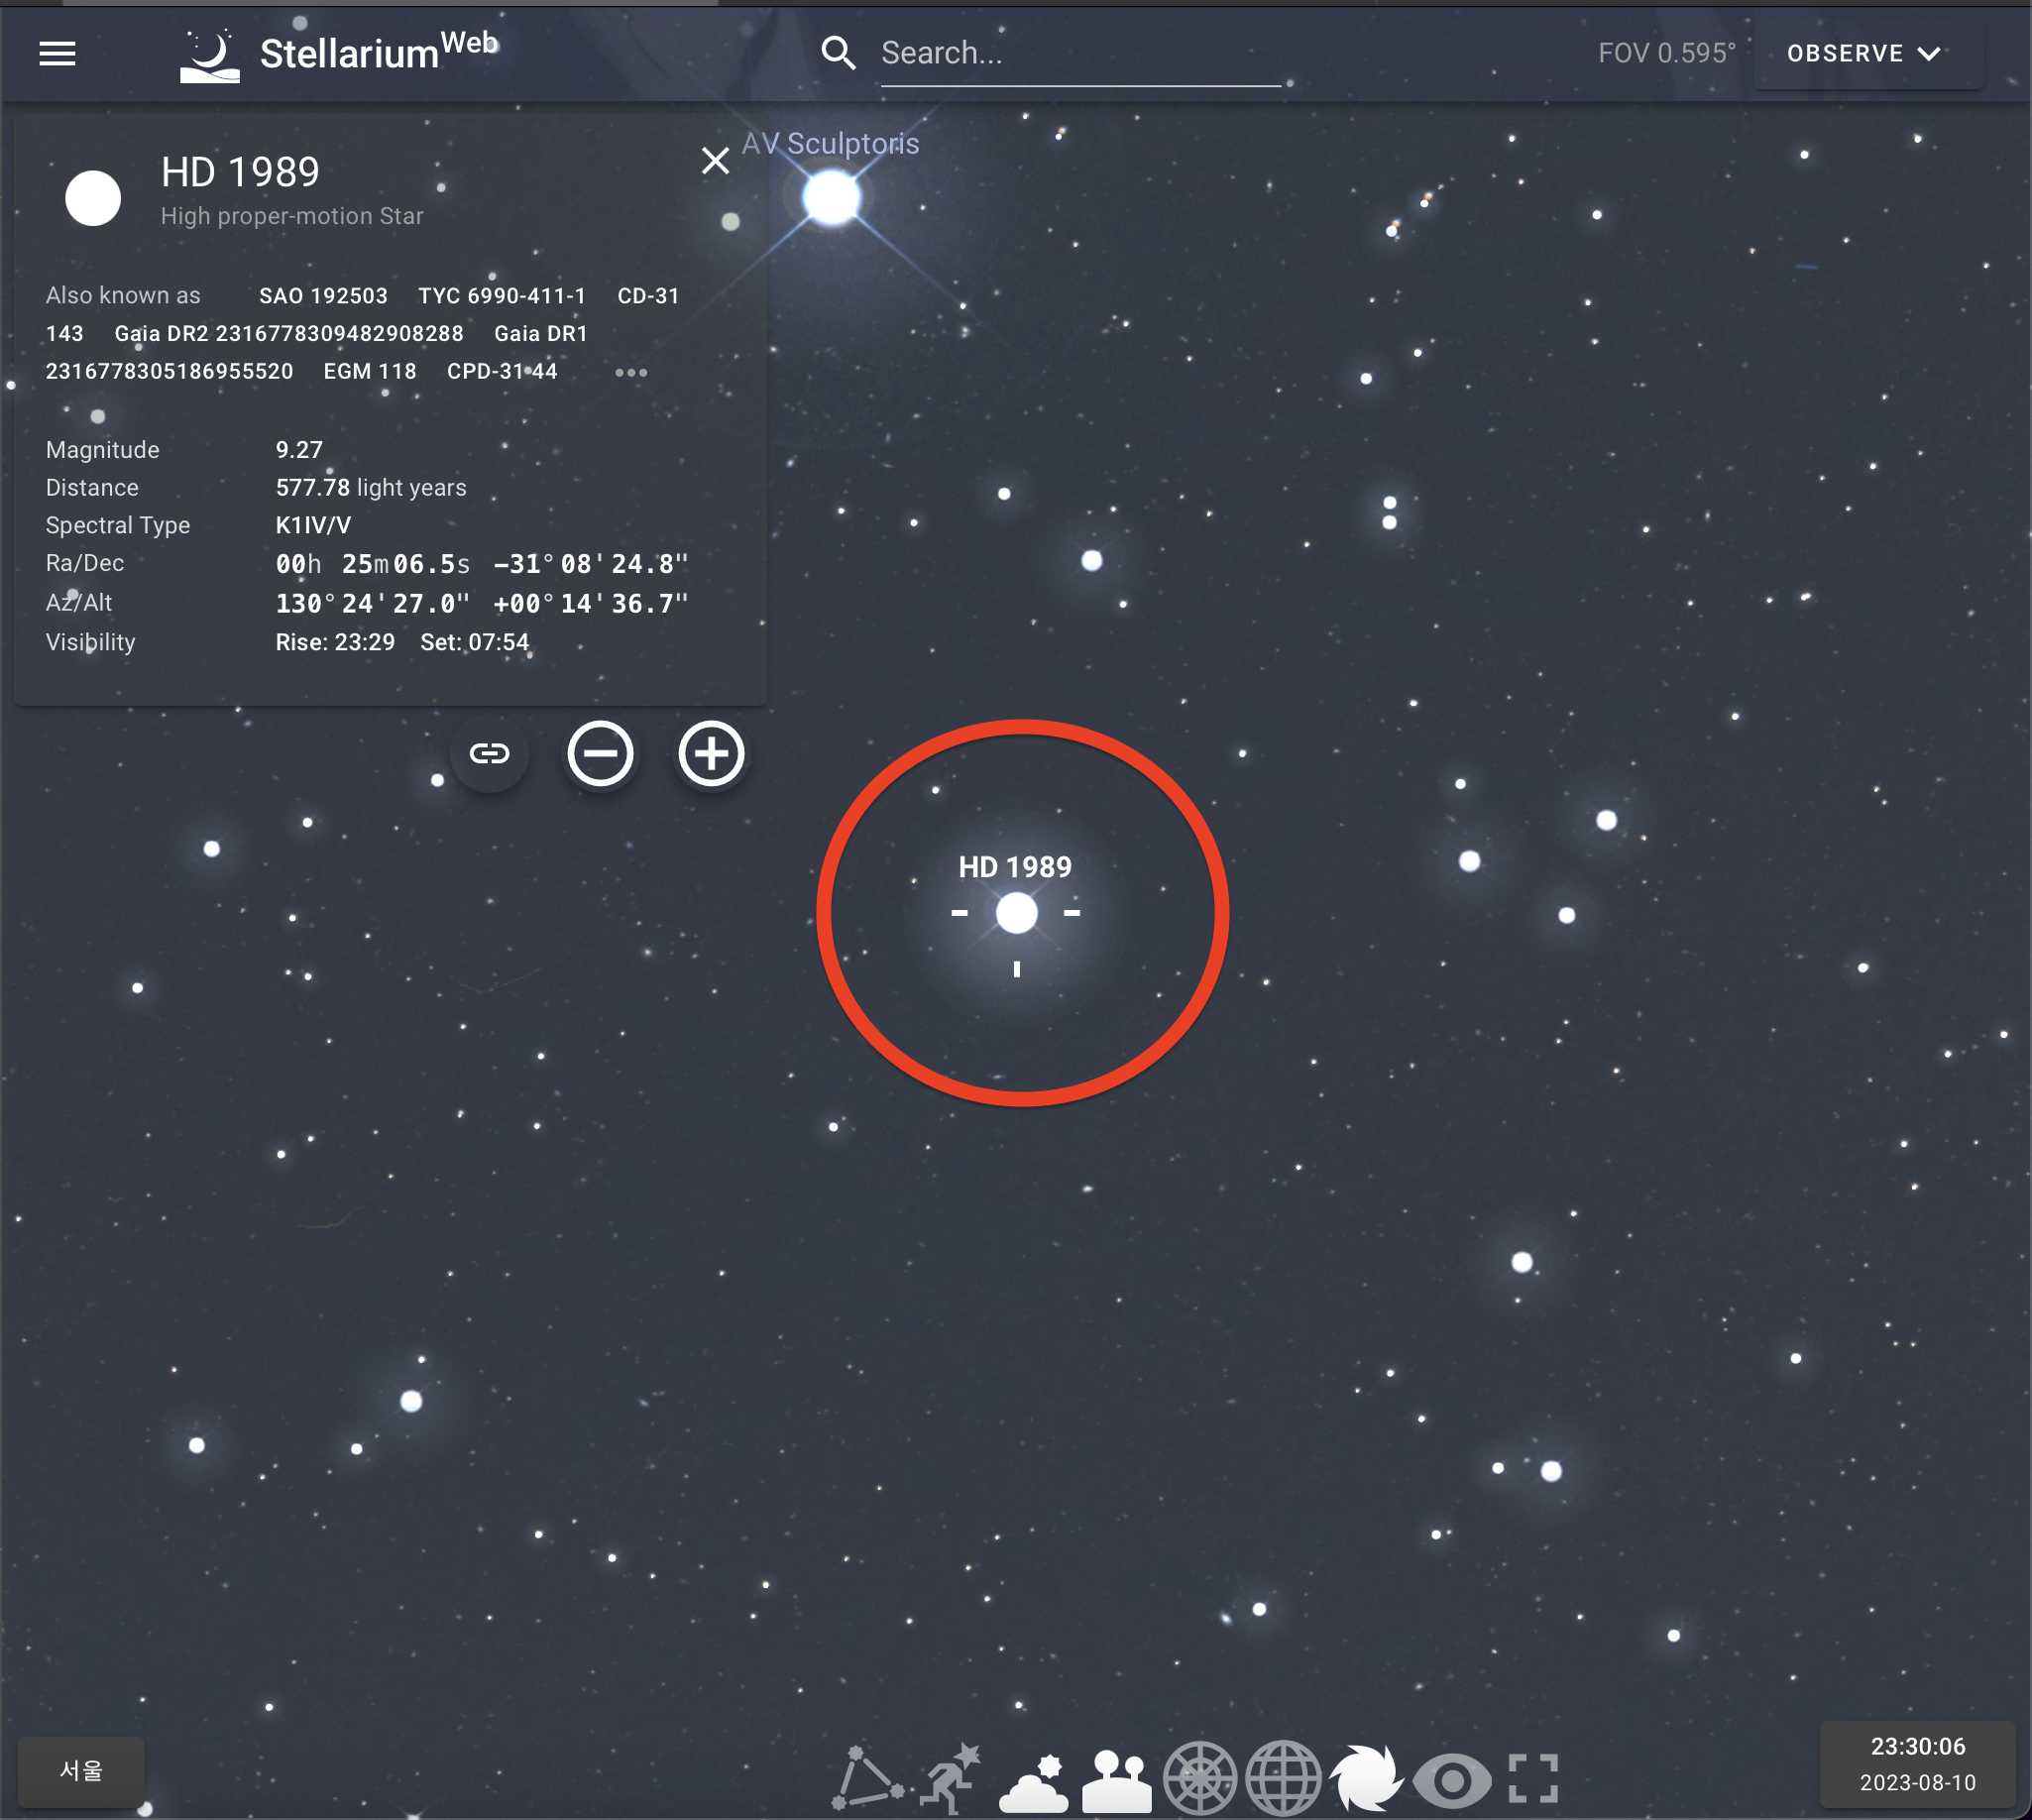 StellariumWeb
Search...
FOV 0.595°
OBSERVE
AV Sculptoris
HD 1989
High proper-motion Star
Also known as SAO 192503 TYC 6990-411-1 CD-31
143 Gaia DR2 2316778309482908288 Gaia DR1
2316778305186955520 EGM 118 CPD-31 44
Magnitude 9.27
Distance 577.78 light years
Spectral Type K1IV/V
Ra/Dec 00h 25m 06.5s −31° 08' 24.8"
Az/Alt 130° 24' 27.0" +00° 14' 36.7"
Visibility Rise: 23:29 Set: 07:54
HD 1989
서울
23:30:06
2023-08-10